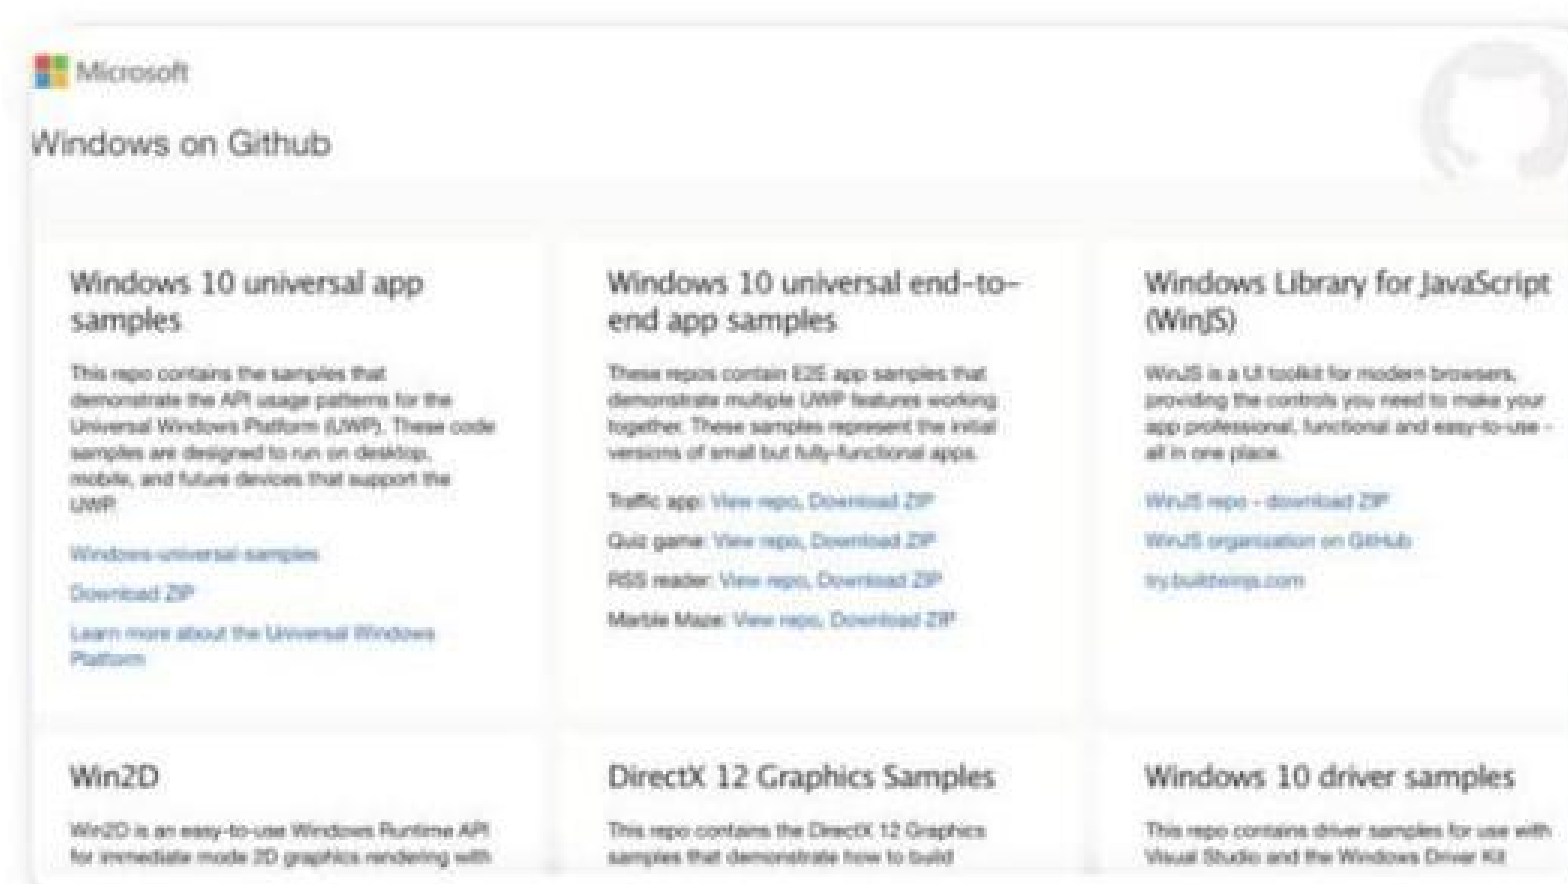 Microsoft
Windows on Github
Windows 10 universal app
samples
This repo contains the samples that
demonstrate the API usage patterns for the
Universal Windows Platform (UWP). These code
samples are designed to run on desktop,
mobile, and future devices that support the
UWP.
Windows-universal-samples
Download ZIP
Learn more about the Universal Windows
Platform
Windows 10 universal end-to-
end app samples
These repos contain E2E app samples that
demonstrate multiple UWP features working
together. These samples represent the initial
versions of small but fully-functional apps.
Traffic app: View repo, Download ZIP
Quiz game: View repo, Download ZIP
RSS reader: View repo, Download ZIP
Marble Maze: View repo, Download ZIP
Windows Library for JavaScript
(WinJS)
WinJS is a UI toolkit for modern browsers,
providing the controls you need to make your
app professional, functional and easy-to-use -
all in one place.
WinJS repo - download ZIP
WinJS organization on GitHub
try.buildwinjs.com
Win2D
Win2D is an easy-to-use Windows Runtime API
for immediate mode 2D graphics rendering with
DirectX 12 Graphics Samples
This repo contains the DirectX 12 Graphics
samples that demonstrate how to build
Windows 10 driver samples
This repo contains driver samples for use with
Visual Studio and the Windows Driver Kit